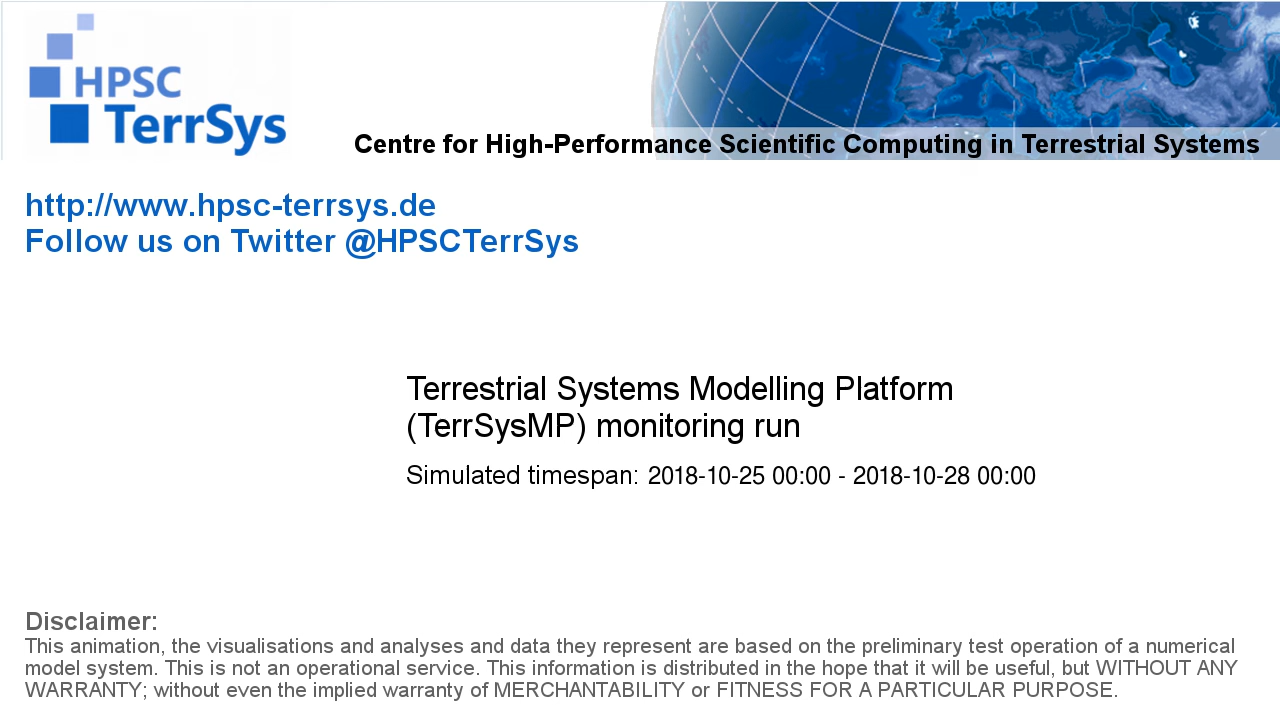 HPSC
TerrSys
Centre for High-Performance Scientific Computing in Terrestrial Systems
http://www.hpsc-terrsys.de
Follow us on Twitter @HPSCTerrSys
Terrestrial Systems Modelling Platform
(TerrSysMP) monitoring run
Simulated timespan: 2018-10-25 00:00 - 2018-10-28 00:00
Disclaimer:
This animation, the visualisations and analyses and data they represent are based on the preliminary test operation of a numerical
model system. This is not an operational service. This information is distributed in the hope that it will be useful, but WITHOUT ANY
WARRANTY; without even the implied warranty of MERCHANTABILITY or FITNESS FOR A PARTICULAR PURPOSE.